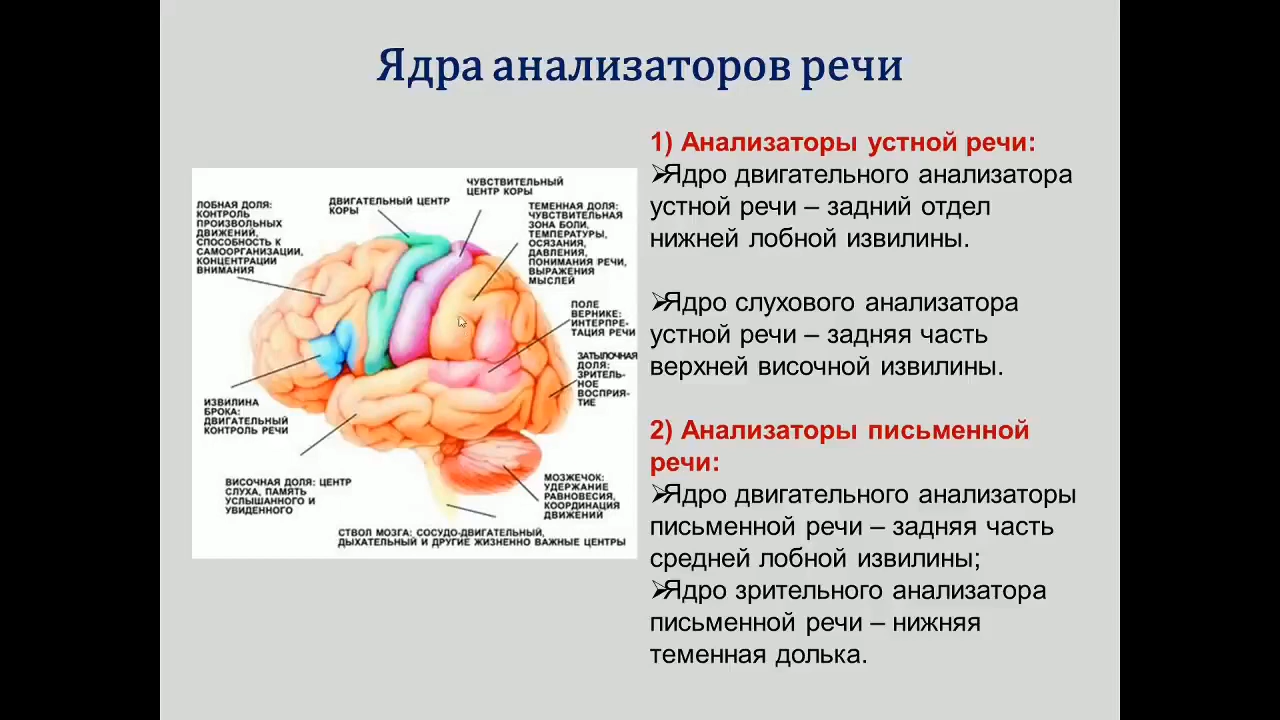 Ядра анализаторов речи
1) Анализаторы устной речи:
➢Ядро двигательного анализатора
устной речи – задний отдел
нижней лобной извилины.
➢Ядро слухового анализатора
устной речи – задняя часть
верхней височной извилины.
2) Анализаторы письменной
речи:
➢Ядро двигательного анализаторы
письменной речи – задняя часть
средней лобной извилины;
➢Ядро зрительного анализатора
письменной речи – нижняя
теменная долька.
ЧУВСТВИТЕЛЬНЫЙ
ЦЕНТР КОРЫ
ДВИГАТЕЛЬНЫЙ ЦЕНТР
КОРЫ
ЛОБНАЯ ДОЛЯ:
КОНТРОЛЬ
ПРОИЗВОЛЬНЫХ
ДВИЖЕНИЙ,
СПОСОБНОСТЬ К
САМООРГАНИЗАЦИИ,
КОНЦЕНТРАЦИИ
ВНИМАНИЯ
ТЕМЕННАЯ ДОЛЯ:
ЧУВСТВИТЕЛЬНАЯ
ЗОНА БОЛИ,
ТЕМПЕРАТУРЫ,
ОСЯЗАНИЯ,
ДАВЛЕНИЯ,
ПОНИМАНИЯ РЕЧИ,
ВЫРАЖЕНИЯ
МЫСЛЕЙ
ПОЛЕ
ВЕРНИКЕ:
ИНТЕРПРЕ-
ТАЦИЯ РЕЧИ
ЗАТЫЛОЧНАЯ
ДОЛЯ:
ЗРИТЕЛЬ-
НОЕ
ВОСПРИЯ-
ТИЕ
ИЗВИЛИНА
БРОКА:
ДВИГАТЕЛЬНЫЙ
КОНТРОЛЬ РЕЧИ
ВИСОЧНАЯ ДОЛЯ: ЦЕНТР
СЛУХА, ПАМЯТЬ
УСЛЫШАННОГО И
УВИДЕННОГО
МОЗЖЕЧОК:
УДЕРЖАНИЕ
РАВНОВЕСИЯ,
КООРДИНАЦИЯ
ДВИЖЕНИЙ
СТВОЛ МОЗГА: СОСУДО-ДВИГАТЕЛЬНЫЙ,
ДЫХАТЕЛЬНЫЙ И ДРУГИЕ ЖИЗНЕННО ВАЖНЫЕ ЦЕНТРЫ